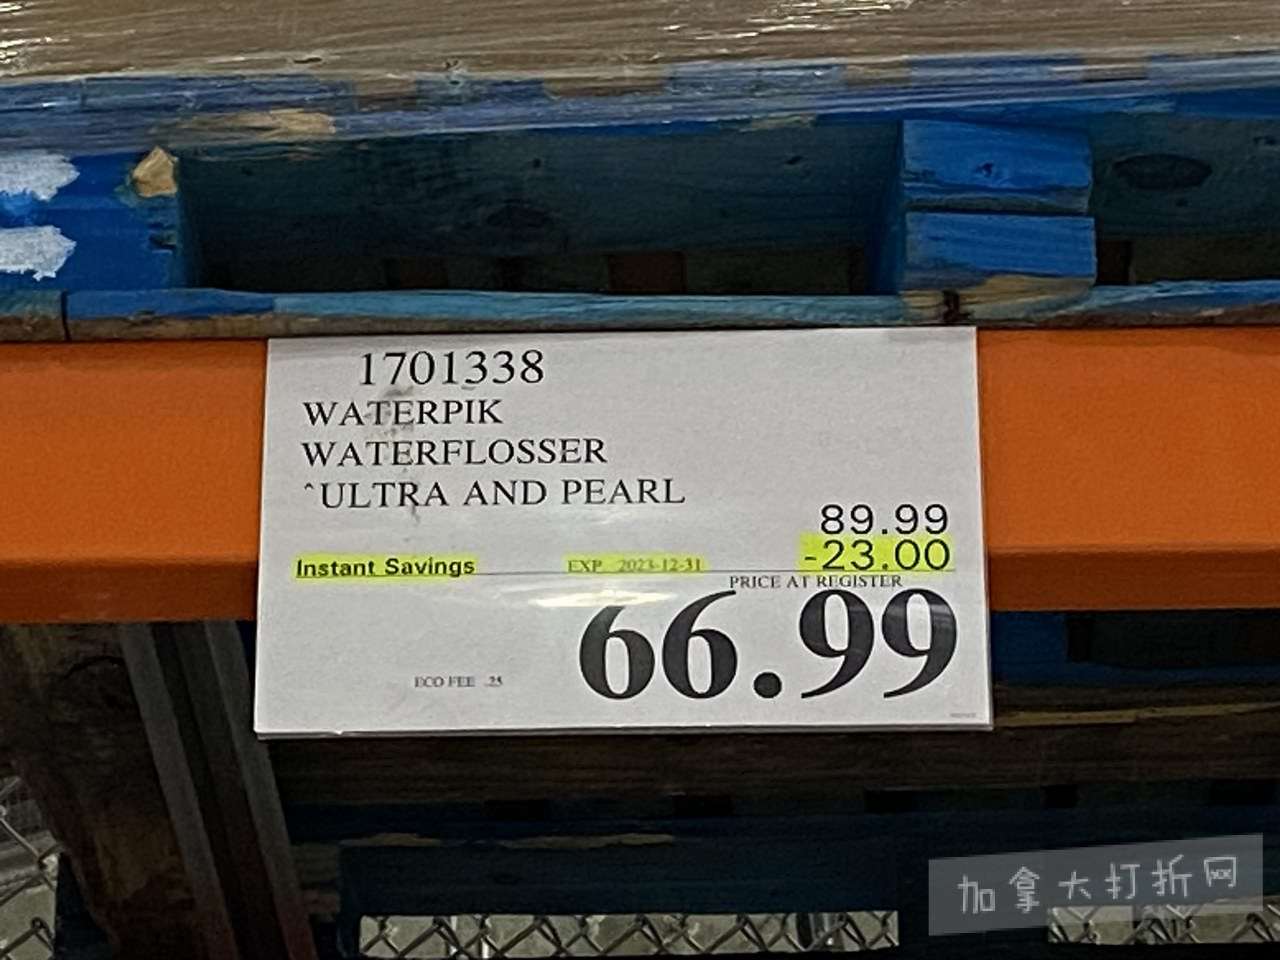 1701338
WATERPIK
WATERFLOSSER
^ULTRA AND PEARL
89.99
Instant Savings EXP. 2023-12-31 -23.00
PRICE AT REGISTER
66.99
ECO FEE .25
加拿大打折网